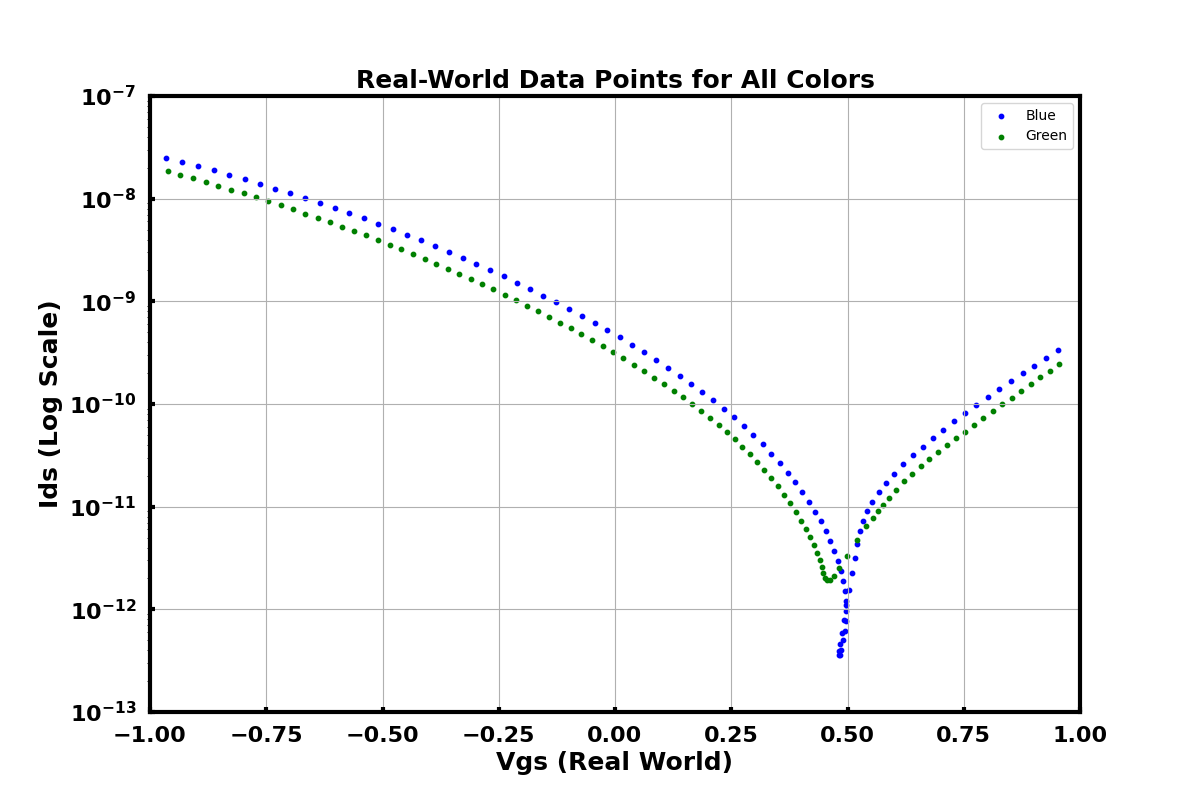 Real-World Data Points for All Colors
10⁻⁷
10⁻⁸
10⁻⁹
10⁻¹⁰
10⁻¹¹
10⁻¹²
10⁻¹³
Ids (Log Scale)
Blue
Green
−1.00 −0.75 −0.50 −0.25 0.00 0.25 0.50 0.75 1.00
Vgs (Real World)